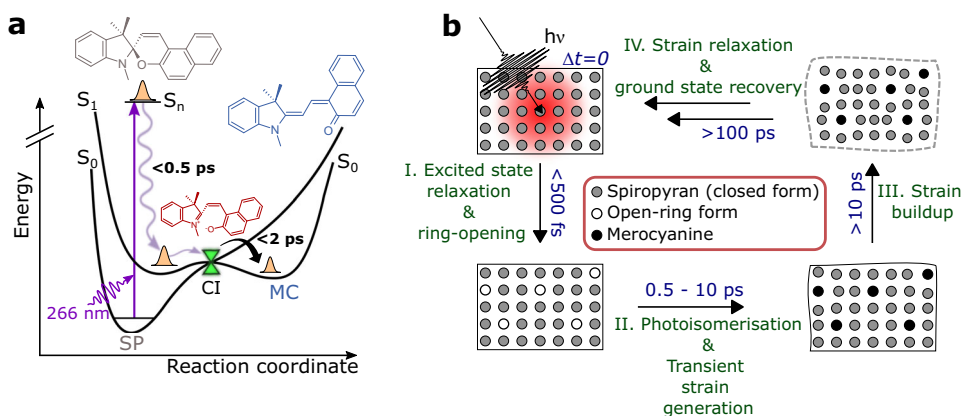 a
N
O
S₁
Sₙ
S₀
Energy
<0.5 ps
N
O
S₀
N+
O-
<2 ps
CI
MC
266 nm
SP
Reaction coordinate
b
hν
Δt=0
IV. Strain relaxation
&
ground state recovery
>100 ps
I. Excited state
relaxation
&
ring-opening
<500 fs
Spiropyran (closed form)
Open-ring form
Merocyanine
> 10 ps
III. Strain
buildup
0.5 - 10 ps
II. Photoisomerisation
&
Transient
strain
generation